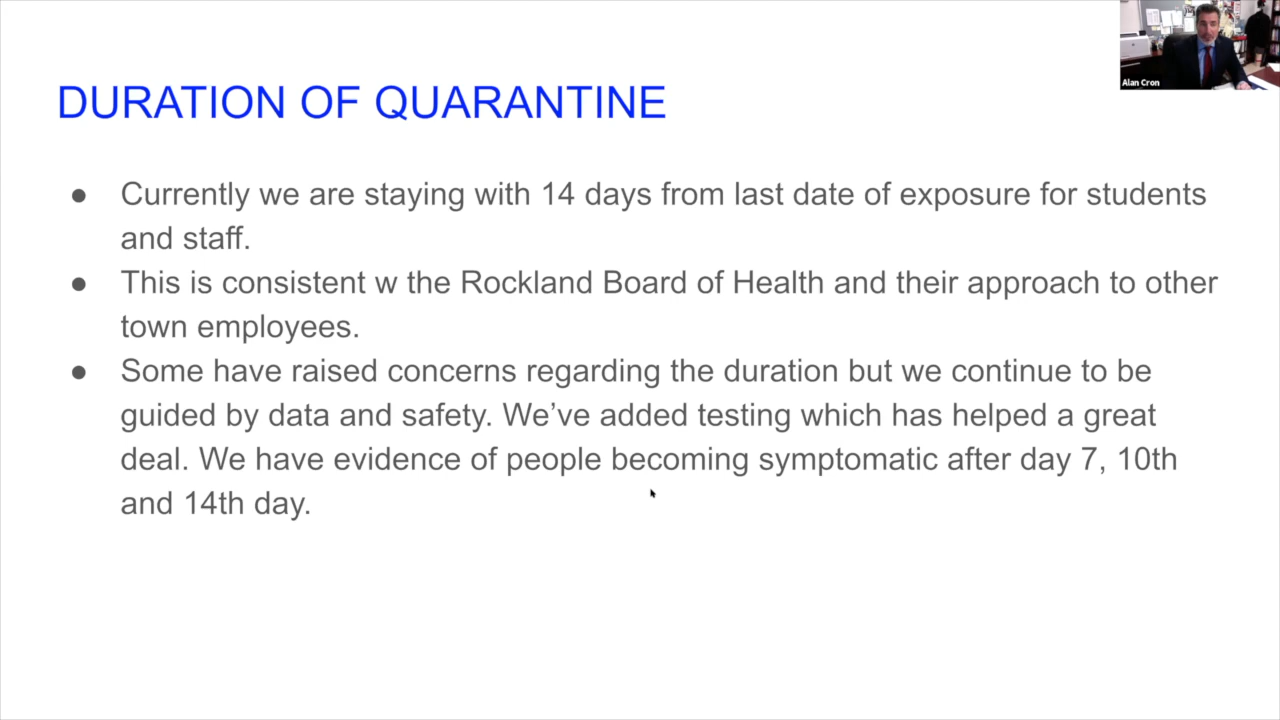 Alan Cron
DURATION OF QUARANTINE
● Currently we are staying with 14 days from last date of exposure for students
and staff.
● This is consistent w the Rockland Board of Health and their approach to other
town employees.
● Some have raised concerns regarding the duration but we continue to be
guided by data and safety. We’ve added testing which has helped a great
deal. We have evidence of people becoming symptomatic after day 7, 10th
and 14th day.